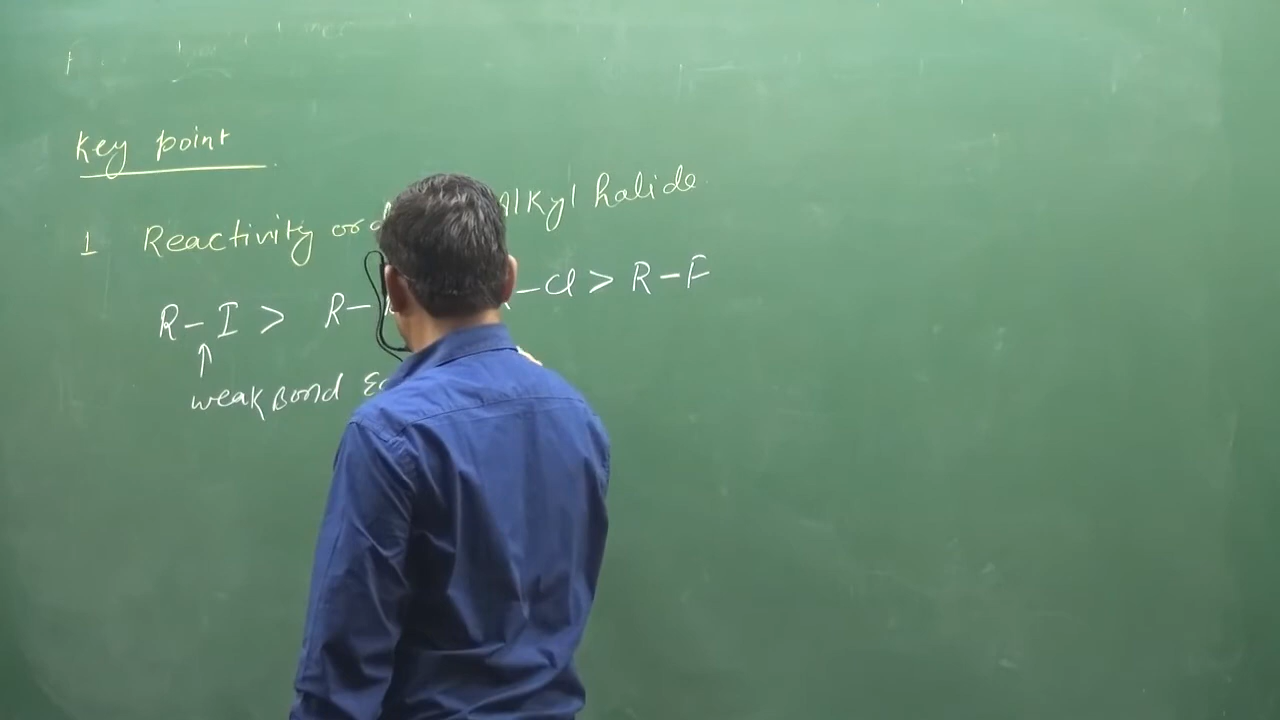 Key point
1 Reactivity Alkyl halide
R-I > R- -Cl > R-F
↑
weak Bond